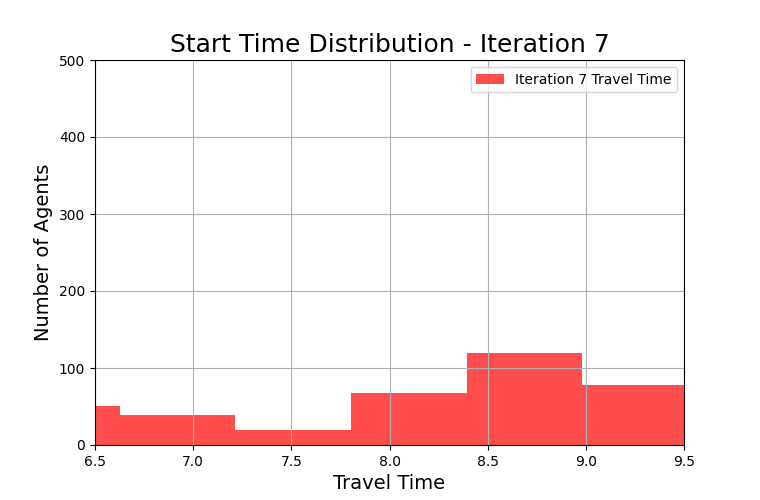 Start Time Distribution - Iteration 7
Iteration 7 Travel Time
Number of Agents
500
400
300
200
100
0
6.5 7.0 7.5 8.0 8.5 9.0 9.5
Travel Time